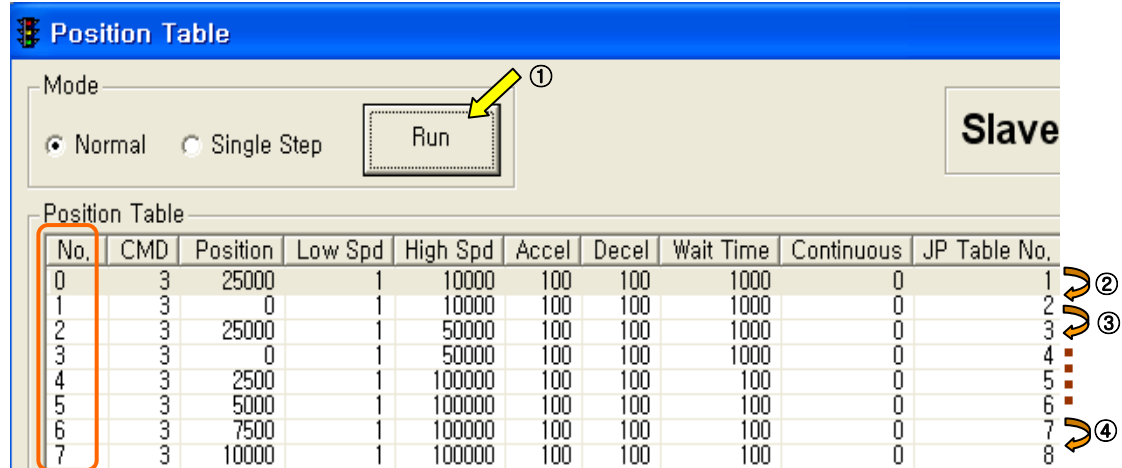 Position Table
①
Mode
Normal Single Step Run
Slave
Position Table
No. CMD Position Low Spd High Spd Accel Decel Wait Time Continuous JP Table No.
0 3 25000 1 10000 100 100 1000 0 1
②
1 3 0 1 10000 100 100 1000 0 2
③
2 3 25000 1 50000 100 100 1000 0 3
3 3 0 1 50000 100 100 1000 0 4
4 3 2500 1 100000 100 100 100 0 5
5 3 5000 1 100000 100 100 100 0 6
6 3 7500 1 100000 100 100 100 0 7
④
7 3 10000 1 100000 100 100 100 0 8